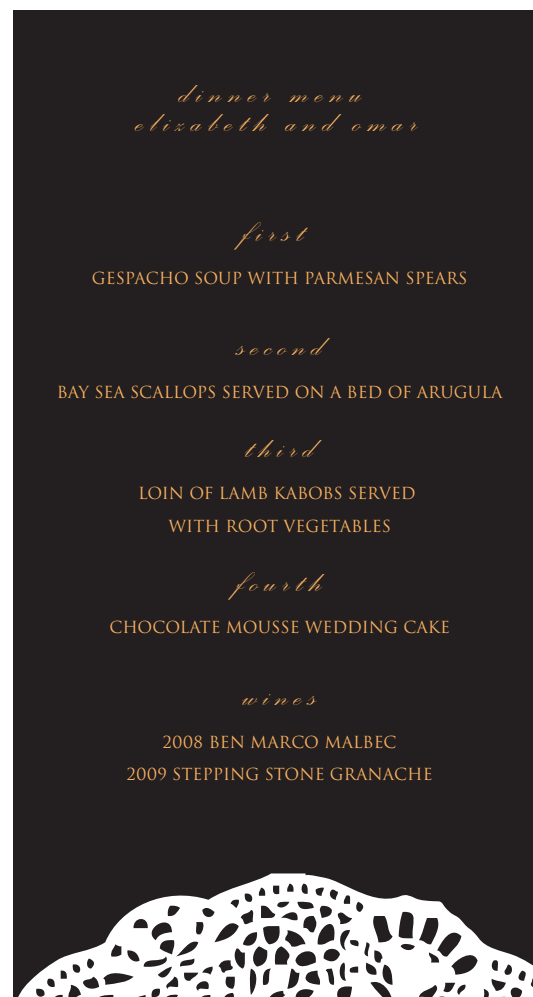 dinner menu
elizabeth and omar
first
GESPACHO SOUP WITH PARMESAN SPEARS
second
BAY SEA SCALLOPS SERVED ON A BED OF ARUGULA
third
LOIN OF LAMB KABOBS SERVED
WITH ROOT VEGETABLES
fourth
CHOCOLATE MOUSSE WEDDING CAKE
wines
2008 BEN MARCO MALBEC
2009 STEPPING STONE GRANACHE